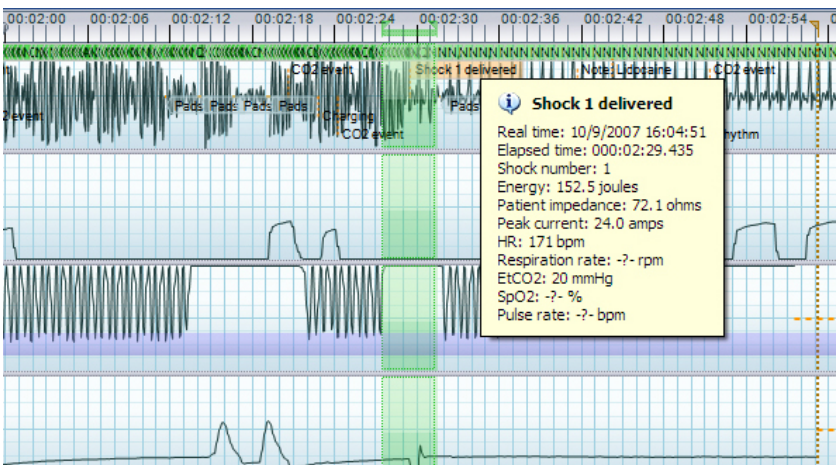 00:02:00 00:02:06 00:02:12 00:02:18 00:02:24 00:02:30 00:02:36 00:02:42 00:02:48 00:02:54
CO2 event Shock 1 delivered Note: Lidocaine CO2 event
Pads Pads Pads Pads Pads
event Charging
CO2 event hythm
Shock 1 delivered
Real time: 10/9/2007 16:04:51
Elapsed time: 000:02:29.435
Shock number: 1
Energy: 152.5 joules
Patient impedance: 72.1 ohms
Peak current: 24.0 amps
HR: 171 bpm
Respiration rate: -?- rpm
EtCO2: 20 mmHg
SpO2: -?- %
Pulse rate: -?- bpm